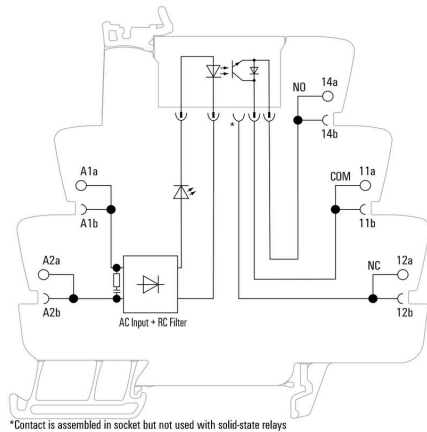 NO
14a
*
14b
A1a
COM
11a
A1b
11b
A2a
NC
12a
A2b
AC Input + RC Filter
12b
*Contact is assembled in socket but not used with solid-state relays